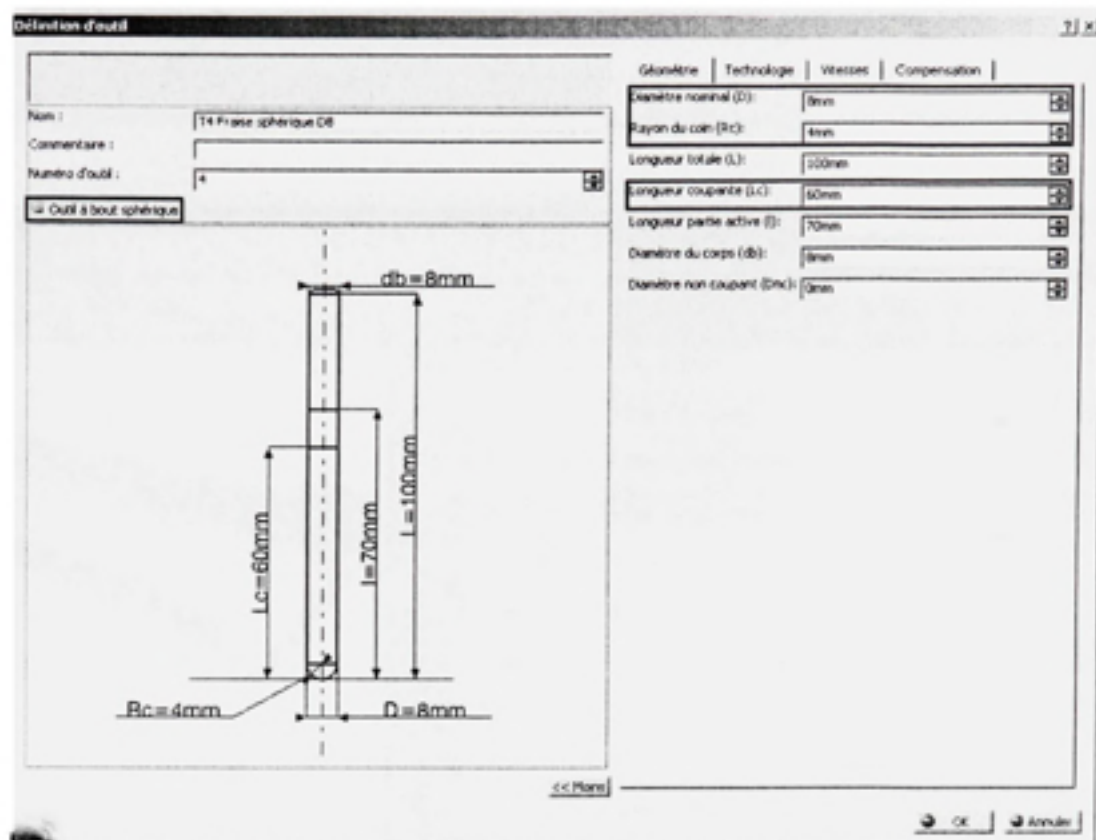 Définition d'outil
? | ×
Nom :
T4 Fraise sphérique D8
Commentaire :
Numéro d'outil :
4
Outil à bout sphérique
Géométrie | Technologie | Vitesses | Compensation |
Diamètre nominal (D): 8mm
Rayon du coin (Rc): 4mm
Longueur totale (L): 100mm
Longueur coupante (Lc): 60mm
Longueur partie active (l): 70mm
Diamètre du corps (db): 8mm
Diamètre non coupant (Dnc): 0mm
db=8mm
L=100mm
l=70mm
Lc=60mm
Rc=4mm
D=8mm
<< Moins
OK
Annuler